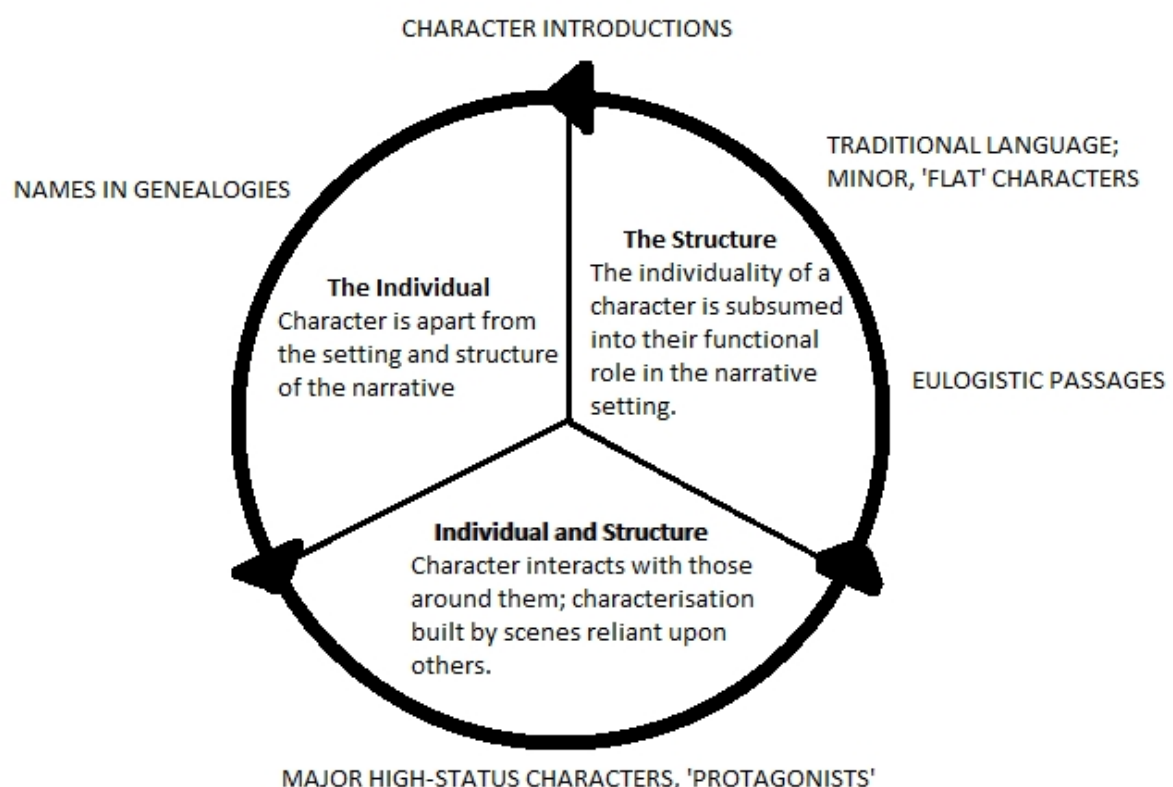 CHARACTER INTRODUCTIONS
TRADITIONAL LANGUAGE;
MINOR, 'FLAT' CHARACTERS
NAMES IN GENEALOGIES
The Structure
The individuality of a
character is subsumed
into their functional
role in the narrative
setting.
The Individual
Character is apart from
the setting and structure
of the narrative
EULOGISTIC PASSAGES
Individual and Structure
Character interacts with those
around them; characterisation
built by scenes reliant upon
others.
MAJOR HIGH-STATUS CHARACTERS, 'PROTAGONISTS'